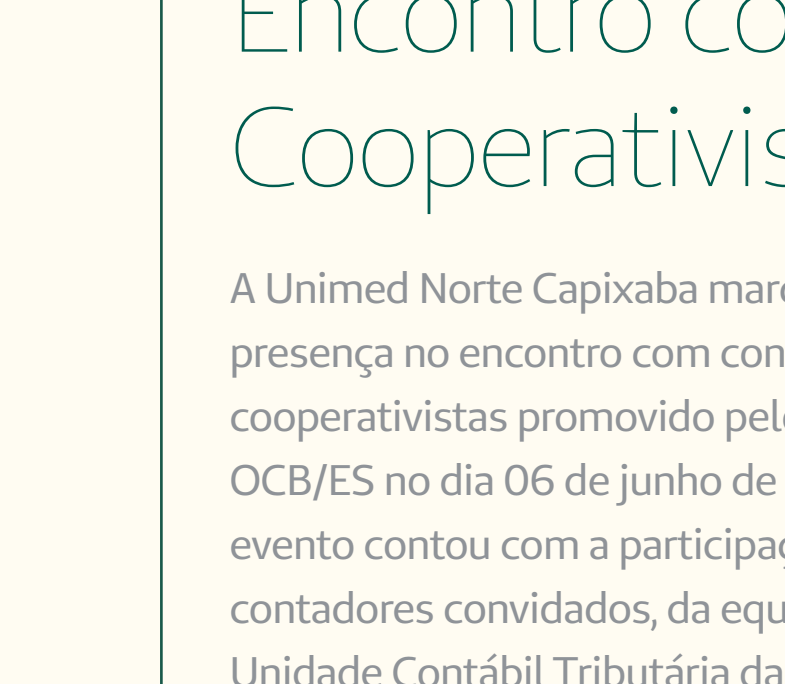 Encontro co
Cooperativis
A Unimed Norte Capixaba marc
presença no encontro com con
cooperativistas promovido pelo
OCB/ES no dia 06 de junho de
evento contou com a participaç
contadores convidados, da equ
Unidade Contábil Tributária da